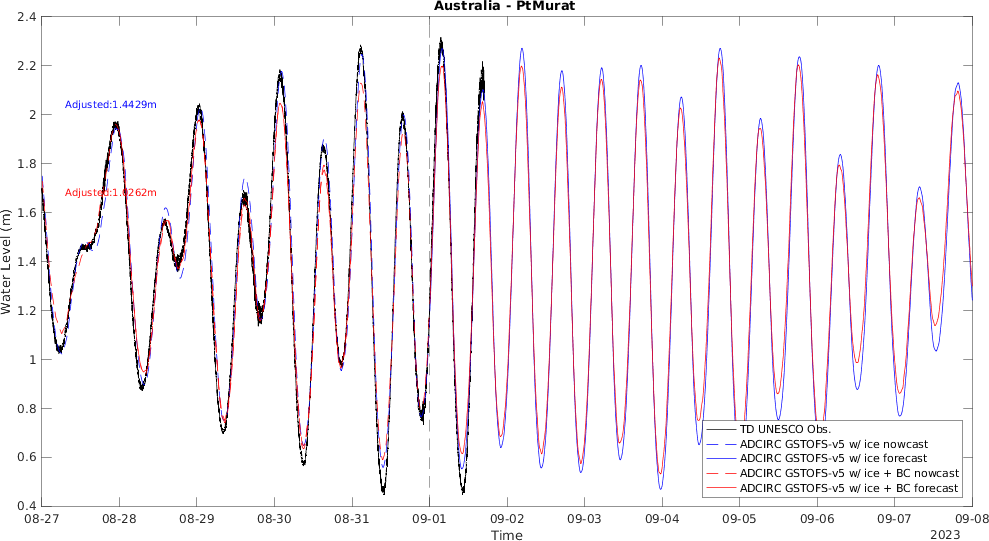 Australia - PtMurat
2.4
2.2
2
1.8
1.6
1.4
1.2
1
0.8
0.6
0.4
Water Level (m)
Adjusted:1.4429m
Adjusted:1.0262m
TD UNESCO Obs.
ADCIRC GSTOFS-v5 w/ ice nowcast
ADCIRC GSTOFS-v5 w/ ice forecast
ADCIRC GSTOFS-v5 w/ ice + BC nowcast
ADCIRC GSTOFS-v5 w/ ice + BC forecast
08-27 08-28 08-29 08-30 08-31 09-01 09-02 09-03 09-04 09-05 09-06 09-07 09-08
Time
2023